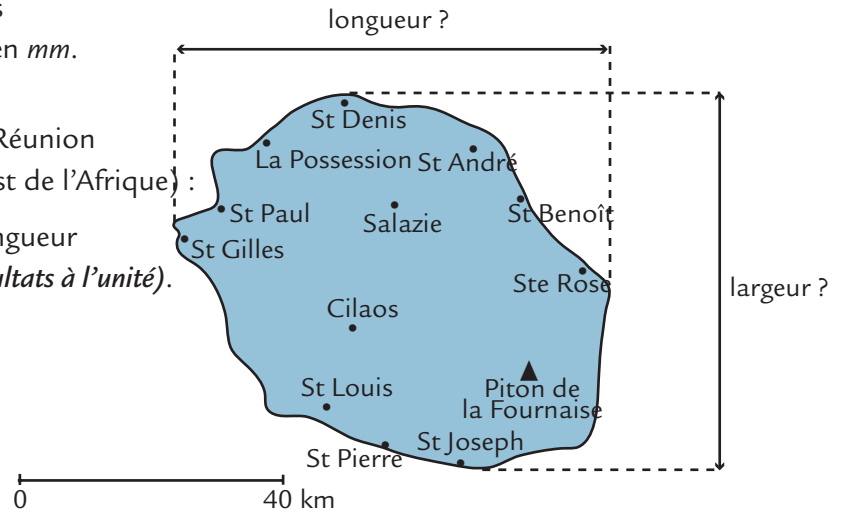 longueur ?
en mm.
Réunion
st de l'Afrique) :
ngueur
ltats à l'unité).
St Denis
La Possession
St André
St Paul
Salazie
St Benoît
St Gilles
Ste Rose
largeur ?
Cilaos
St Louis
Piton de
la Fournaise
St Joseph
St Pierre
0
40 km